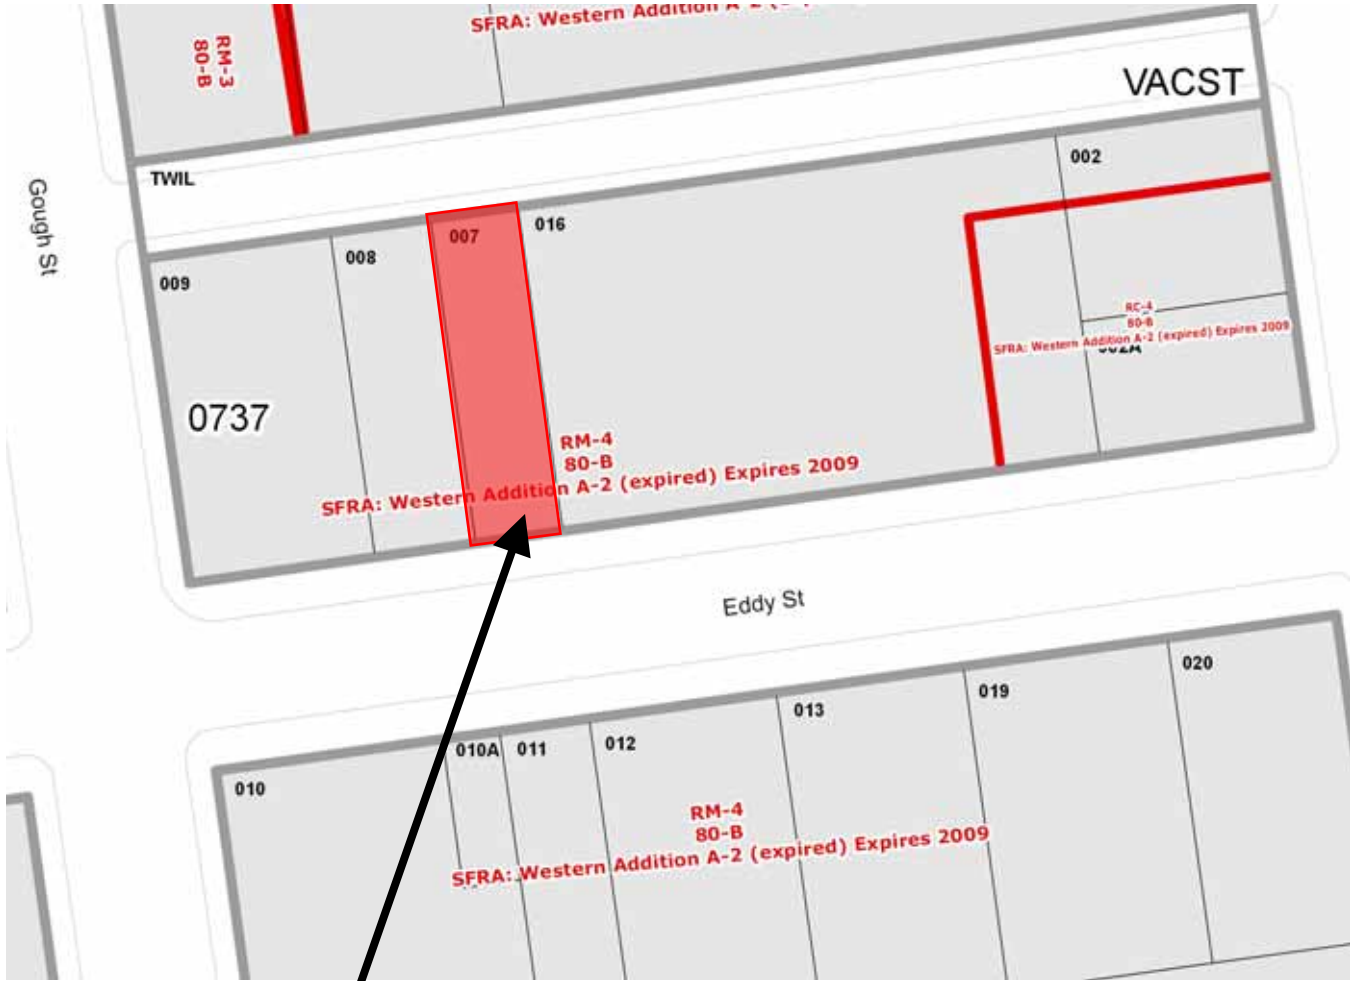 SFRA: Western Addition A-2
RM-3
80-B
VACST
TWIL
Gough St
009
008
007
016
002
0737
RC-4
80-B
SFRA: Western Addition A-2 (expired) Expires 2009
002A
RM-4
80-B
SFRA: Western Addition A-2 (expired) Expires 2009
Eddy St
010
010A
011
012
013
019
020
RM-4
80-B
SFRA: Western Addition A-2 (expired) Expires 2009